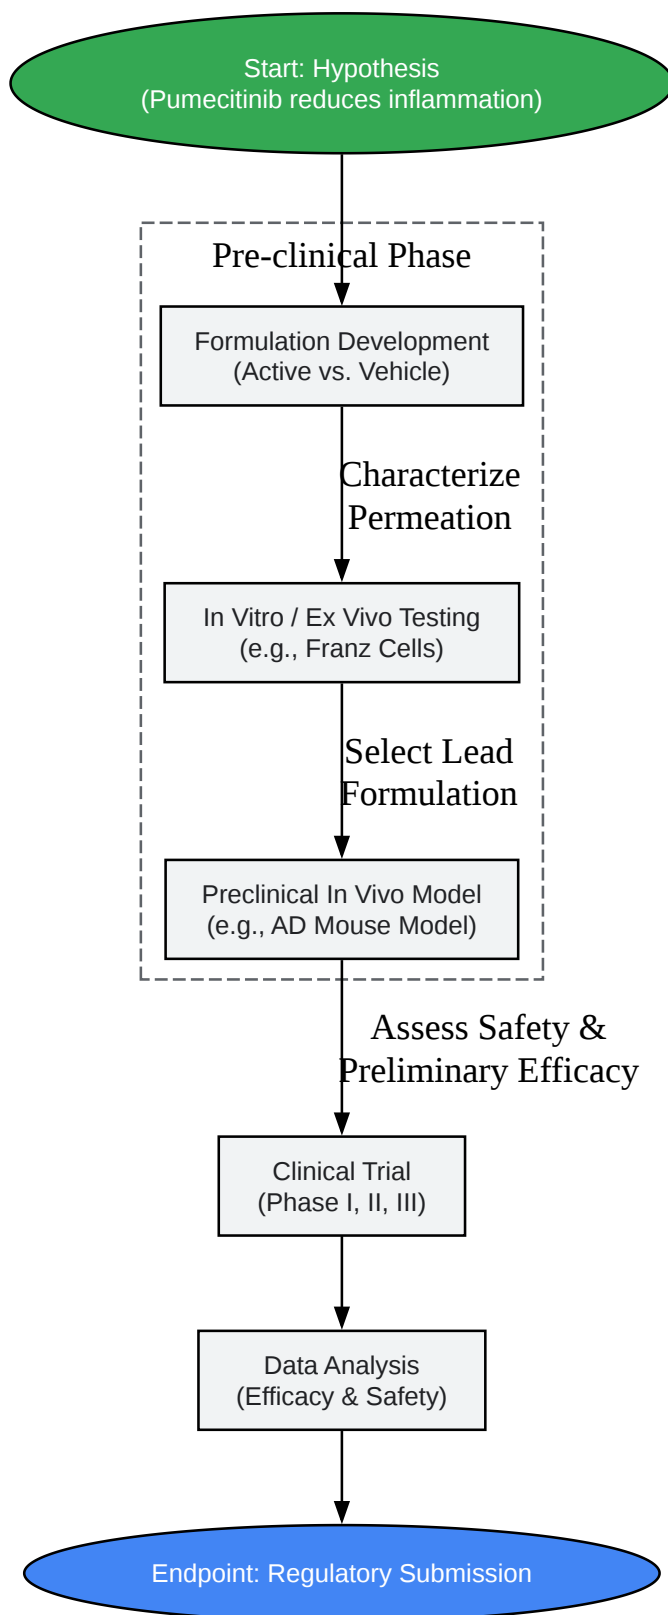 Start: Hypothesis
(Pumecitinib reduces inflammation)
Pre-clinical Phase
Formulation Development
(Active vs. Vehicle)
Characterize
Permeation
In Vitro / Ex Vivo Testing
(e.g., Franz Cells)
Select Lead
Formulation
Preclinical In Vivo Model
(e.g., AD Mouse Model)
Assess Safety &
Preliminary Efficacy
Clinical Trial
(Phase I, II, III)
Data Analysis
(Efficacy & Safety)
Endpoint: Regulatory Submission